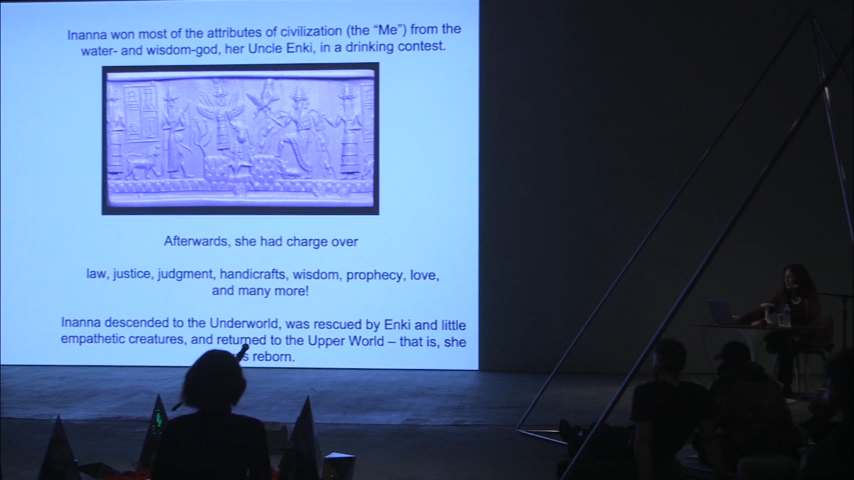 Inanna won most of the attributes of civilization (the “Me”) from the
water- and wisdom-god, her Uncle Enki, in a drinking contest.
Afterwards, she had charge over
law, justice, judgment, handicrafts, wisdom, prophecy, love,
and many more!
Inanna descended to the Underworld, was rescued by Enki and little
empathetic creatures, and returned to the Upper World – that is, she
reborn.